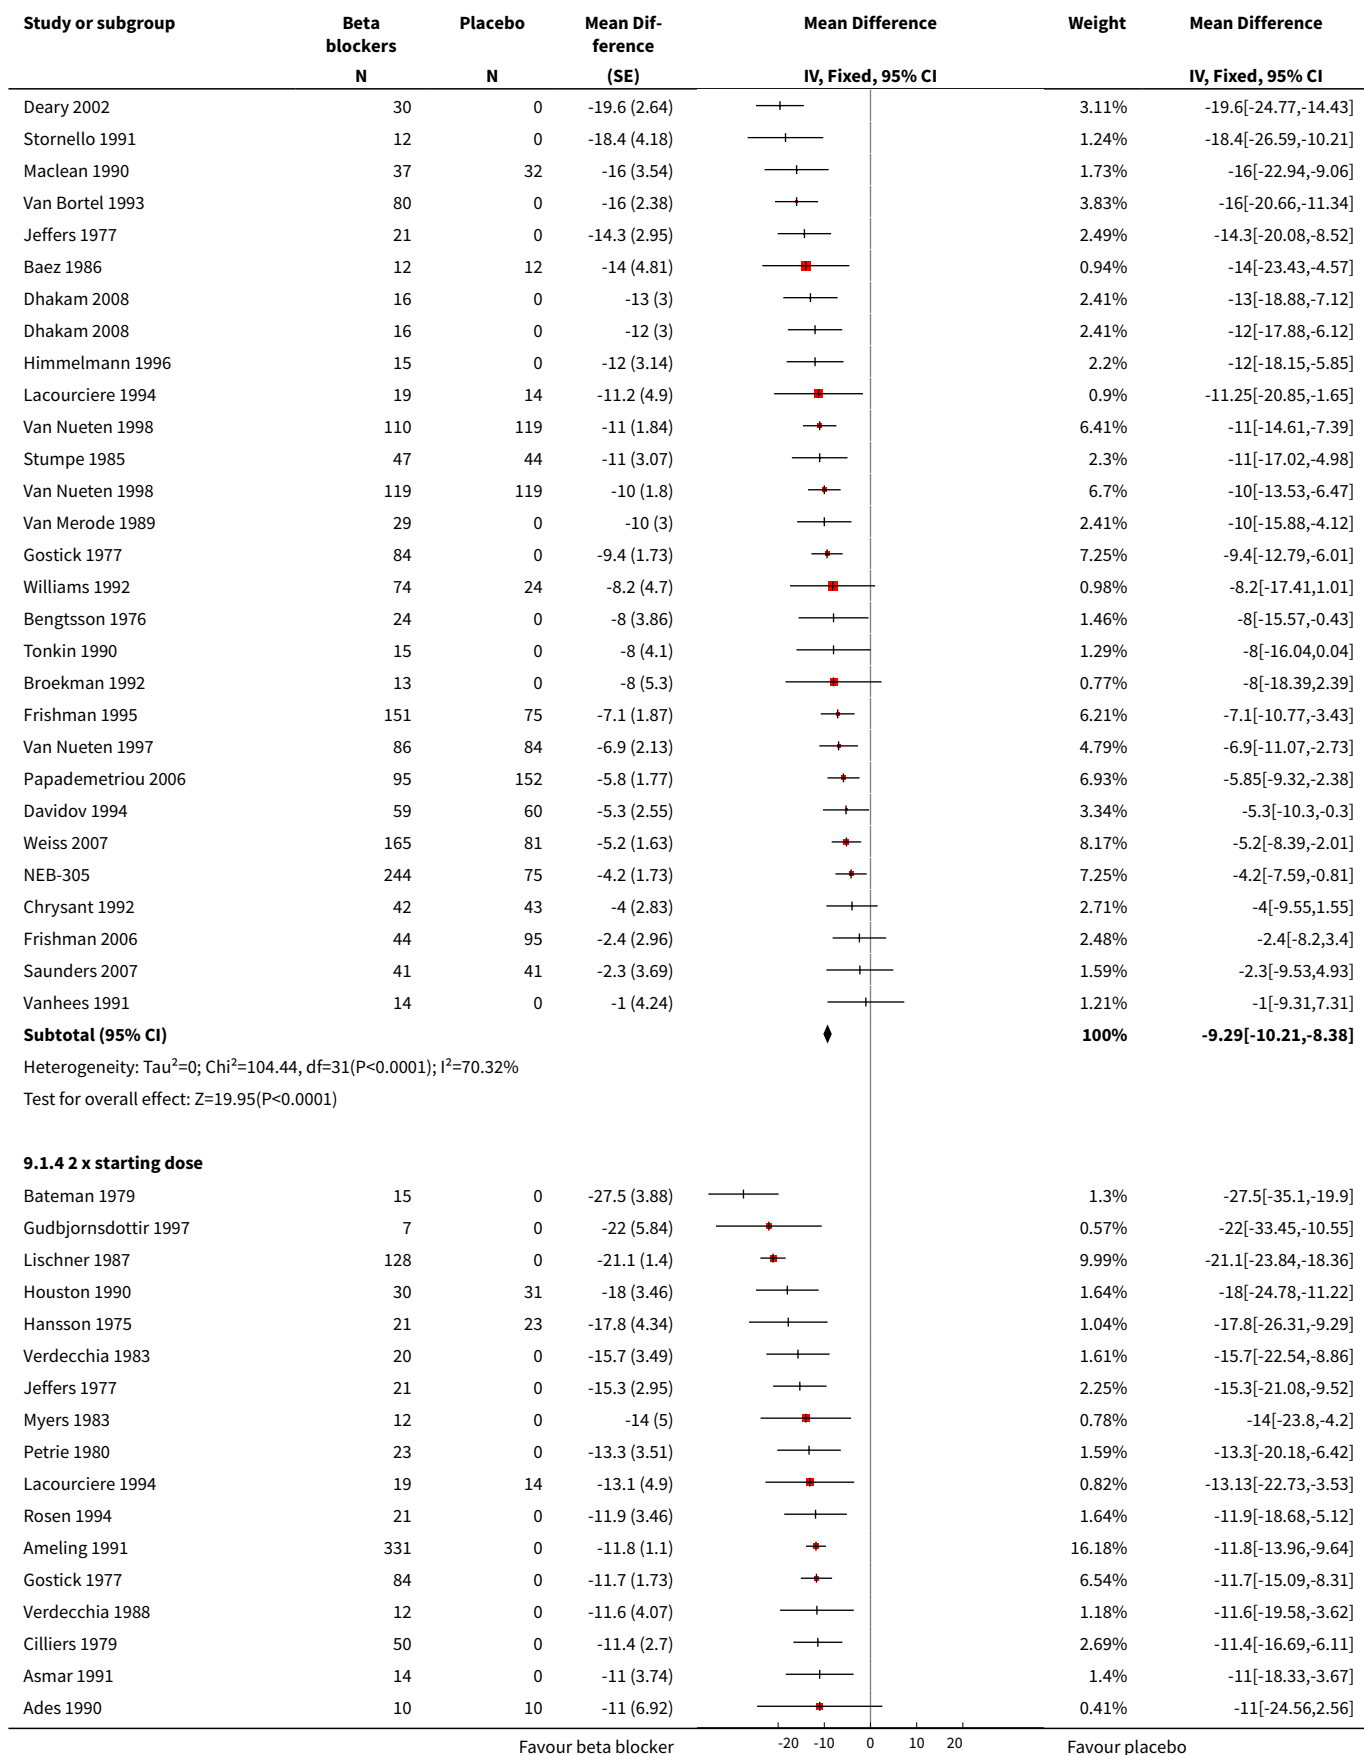 Study or subgroup Beta blockers Placebo Mean Dif-ference Mean Difference Weight Mean Difference
N N (SE) IV, Fixed, 95% CI IV, Fixed, 95% CI
Deary 2002 30 0 -19.6 (2.64) 3.11% -19.6[-24.77,-14.43]
Stornello 1991 12 0 -18.4 (4.18) 1.24% -18.4[-26.59,-10.21]
Maclean 1990 37 32 -16 (3.54) 1.73% -16[-22.94,-9.06]
Van Bortel 1993 80 0 -16 (2.38) 3.83% -16[-20.66,-11.34]
Jeffers 1977 21 0 -14.3 (2.95) 2.49% -14.3[-20.08,-8.52]
Baez 1986 12 12 -14 (4.81) 0.94% -14[-23.43,-4.57]
Dhakam 2008 16 0 -13 (3) 2.41% -13[-18.88,-7.12]
Dhakam 2008 16 0 -12 (3) 2.41% -12[-17.88,-6.12]
Himmelmann 1996 15 0 -12 (3.14) 2.2% -12[-18.15,-5.85]
Lacourciere 1994 19 14 -11.2 (4.9) 0.9% -11.25[-20.85,-1.65]
Van Nueten 1998 110 119 -11 (1.84) 6.41% -11[-14.61,-7.39]
Stumpe 1985 47 44 -11 (3.07) 2.3% -11[-17.02,-4.98]
Van Nueten 1998 119 119 -10 (1.8) 6.7% -10[-13.53,-6.47]
Van Merode 1989 29 0 -10 (3) 2.41% -10[-15.88,-4.12]
Gostick 1977 84 0 -9.4 (1.73) 7.25% -9.4[-12.79,-6.01]
Williams 1992 74 24 -8.2 (4.7) 0.98% -8.2[-17.41,1.01]
Bengtsson 1976 24 0 -8 (3.86) 1.46% -8[-15.57,-0.43]
Tonkin 1990 15 0 -8 (4.1) 1.29% -8[-16.04,0.04]
Broekman 1992 13 0 -8 (5.3) 0.77% -8[-18.39,2.39]
Frishman 1995 151 75 -7.1 (1.87) 6.21% -7.1[-10.77,-3.43]
Van Nueten 1997 86 84 -6.9 (2.13) 4.79% -6.9[-11.07,-2.73]
Papademetriou 2006 95 152 -5.8 (1.77) 6.93% -5.85[-9.32,-2.38]
Davidov 1994 59 60 -5.3 (2.55) 3.34% -5.3[-10.3,-0.3]
Weiss 2007 165 81 -5.2 (1.63) 8.17% -5.2[-8.39,-2.01]
NEB-305 244 75 -4.2 (1.73) 7.25% -4.2[-7.59,-0.81]
Chrysant 1992 42 43 -4 (2.83) 2.71% -4[-9.55,1.55]
Frishman 2006 44 95 -2.4 (2.96) 2.48% -2.4[-8.2,3.4]
Saunders 2007 41 41 -2.3 (3.69) 1.59% -2.3[-9.53,4.93]
Vanhees 1991 14 0 -1 (4.24) 1.21% -1[-9.31,7.31]
Subtotal (95% CI) 100% -9.29[-10.21,-8.38]
Heterogeneity: Tau²=0; Chi²=104.44, df=31(P<0.0001); I²=70.32%
Test for overall effect: Z=19.95(P<0.0001)
9.1.4 2 x starting dose
Bateman 1979 15 0 -27.5 (3.88) 1.3% -27.5[-35.1,-19.9]
Gudbjornsdottir 1997 7 0 -22 (5.84) 0.57% -22[-33.45,-10.55]
Lischner 1987 128 0 -21.1 (1.4) 9.99% -21.1[-23.84,-18.36]
Houston 1990 30 31 -18 (3.46) 1.64% -18[-24.78,-11.22]
Hansson 1975 21 23 -17.8 (4.34) 1.04% -17.8[-26.31,-9.29]
Verdecchia 1983 20 0 -15.7 (3.49) 1.61% -15.7[-22.54,-8.86]
Jeffers 1977 21 0 -15.3 (2.95) 2.25% -15.3[-21.08,-9.52]
Myers 1983 12 0 -14 (5) 0.78% -14[-23.8,-4.2]
Petrie 1980 23 0 -13.3 (3.51) 1.59% -13.3[-20.18,-6.42]
Lacourciere 1994 19 14 -13.1 (4.9) 0.82% -13.13[-22.73,-3.53]
Rosen 1994 21 0 -11.9 (3.46) 1.64% -11.9[-18.68,-5.12]
Ameling 1991 331 0 -11.8 (1.1) 16.18% -11.8[-13.96,-9.64]
Gostick 1977 84 0 -11.7 (1.73) 6.54% -11.7[-15.09,-8.31]
Verdecchia 1988 12 0 -11.6 (4.07) 1.18% -11.6[-19.58,-3.62]
Cilliers 1979 50 0 -11.4 (2.7) 2.69% -11.4[-16.69,-6.11]
Asmar 1991 14 0 -11 (3.74) 1.4% -11[-18.33,-3.67]
Ades 1990 10 10 -11 (6.92) 0.41% -11[-24.56,2.56]
Favour beta blocker -20 -10 0 10 20 Favour placebo